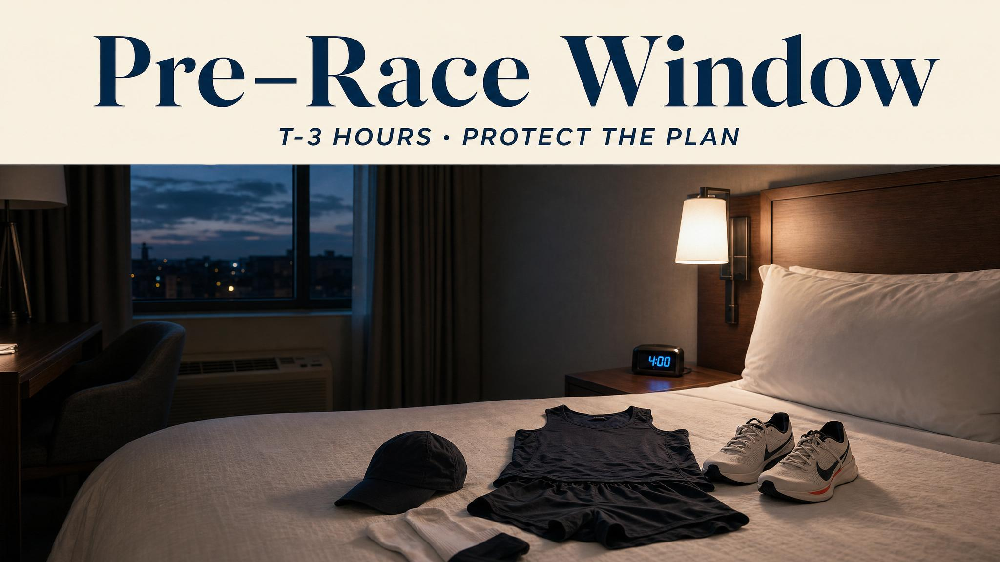 Pre-Race Window
T-3 HOURS • PROTECT THE PLAN
4:00